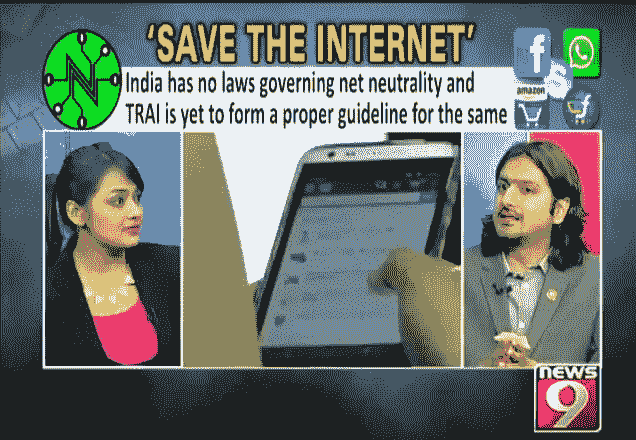 'SAVE THE INTERNET'
India has no laws governing net neutrality and
TRAI is yet to form a proper guideline for the same
amazon
NEWS
9